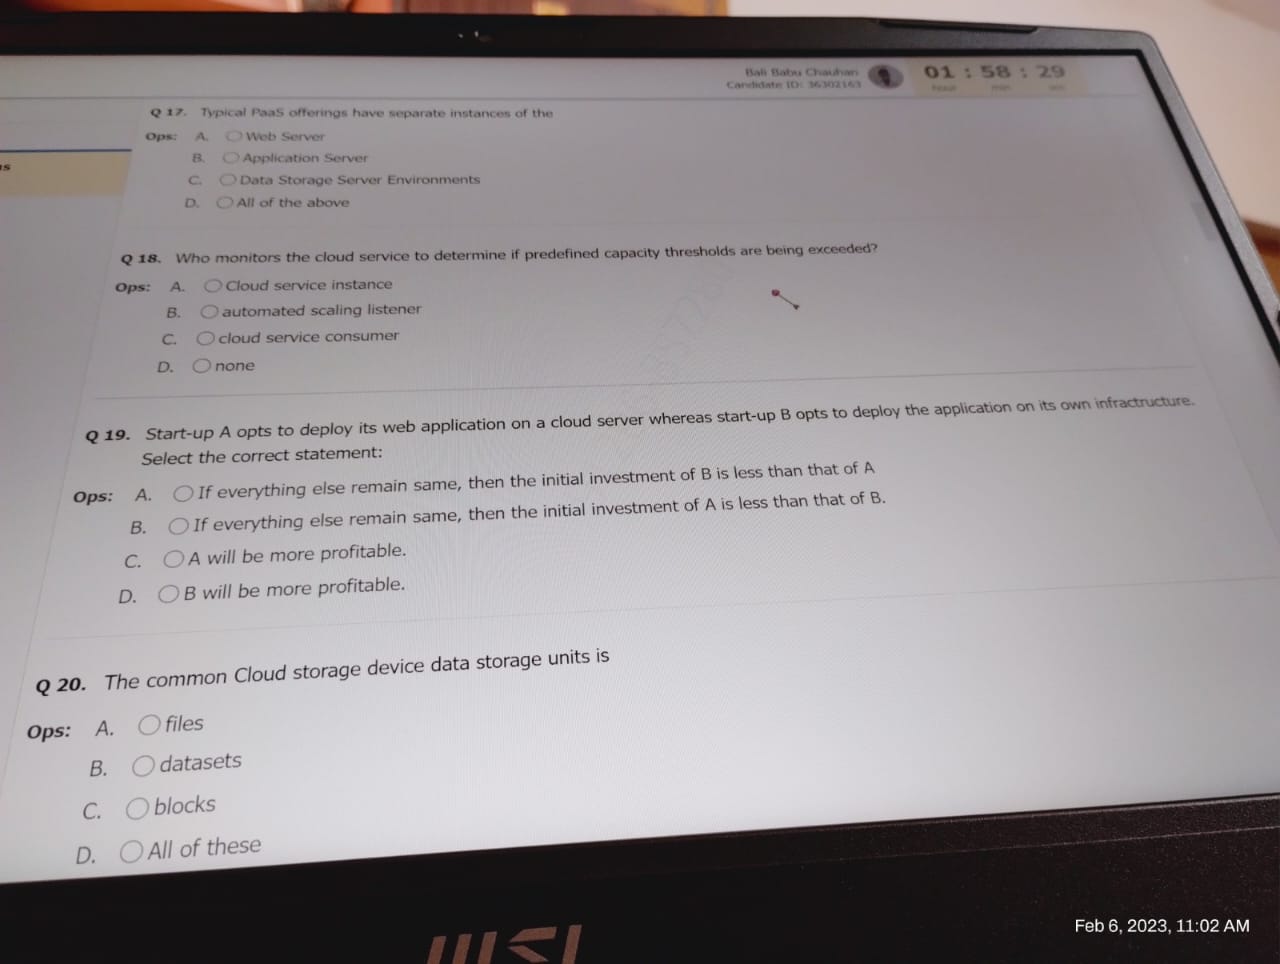 Bali Babu Chauhan
Candidate ID: 36302163
01 : 58 : 29
hour min sec
Q 17. Typical PaaS offerings have separate instances of the
Ops: A. Web Server
B. Application Server
C. Data Storage Server Environments
D. All of the above
Q 18. Who monitors the cloud service to determine if predefined capacity thresholds are being exceeded?
Ops: A. Cloud service instance
B. automated scaling listener
C. cloud service consumer
D. none
Q 19. Start-up A opts to deploy its web application on a cloud server whereas start-up B opts to deploy the application on its own infractructure.
Select the correct statement:
Ops: A. If everything else remain same, then the initial investment of B is less than that of A
B. If everything else remain same, then the initial investment of A is less than that of B.
C. A will be more profitable.
D. B will be more profitable.
Q 20. The common Cloud storage device data storage units is
Ops: A. files
B. datasets
C. blocks
D. All of these
msi
Feb 6, 2023, 11:02 AM